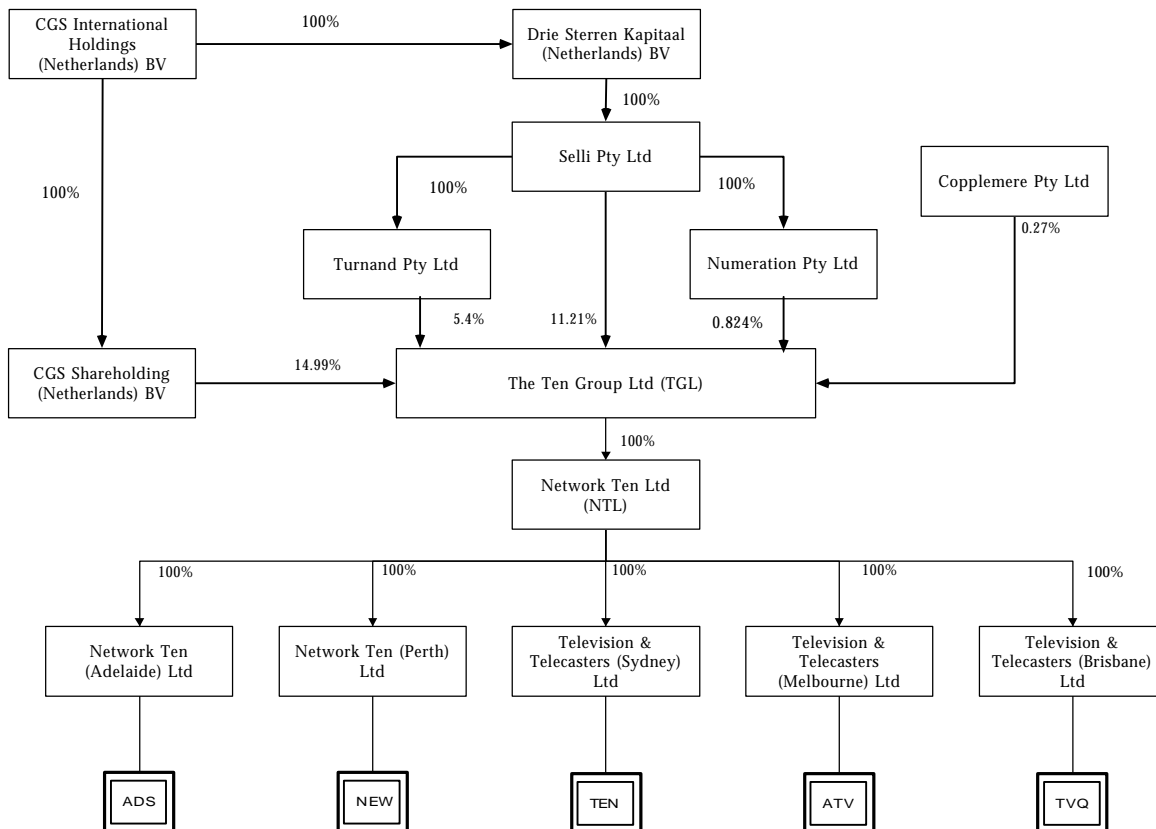 CGS International
Holdings
(Netherlands) BV
100%
Drie Sterren Kapitaal
(Netherlands) BV
100%
Selli Pty Ltd
Copplemere Pty Ltd
100%
100%
100%
0.27%
Turnand Pty Ltd
Numeration Pty Ltd
5.4%
11.21%
0.824%
CGS Shareholding
(Netherlands) BV
14.99%
The Ten Group Ltd (TGL)
100%
Network Ten Ltd
(NTL)
100%
100%
100%
100%
100%
Network Ten
(Adelaide) Ltd
Network Ten (Perth)
Ltd
Television &
Telecasters (Sydney)
Ltd
Television &
Telecasters
(Melbourne) Ltd
Television &
Telecasters (Brisbane)
Ltd
ADS
NEW
TEN
ATV
TVQ